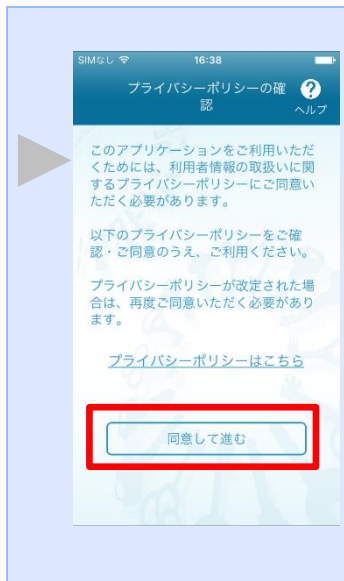 SIMなし 16:38
プライバシーポリシーの確
認
?
ヘルプ
このアプリケーションをご利用いただ
くためには、利用者情報の取扱いに関
するプライバシーポリシーにご同意い
ただく必要があります。
以下のプライバシーポリシーをご確
認・ご同意のうえ、ご利用ください。
プライバシーポリシーが改定された場
合は、再度ご同意いただく必要があり
ます。
プライバシーポリシーはこちら
同意して進む